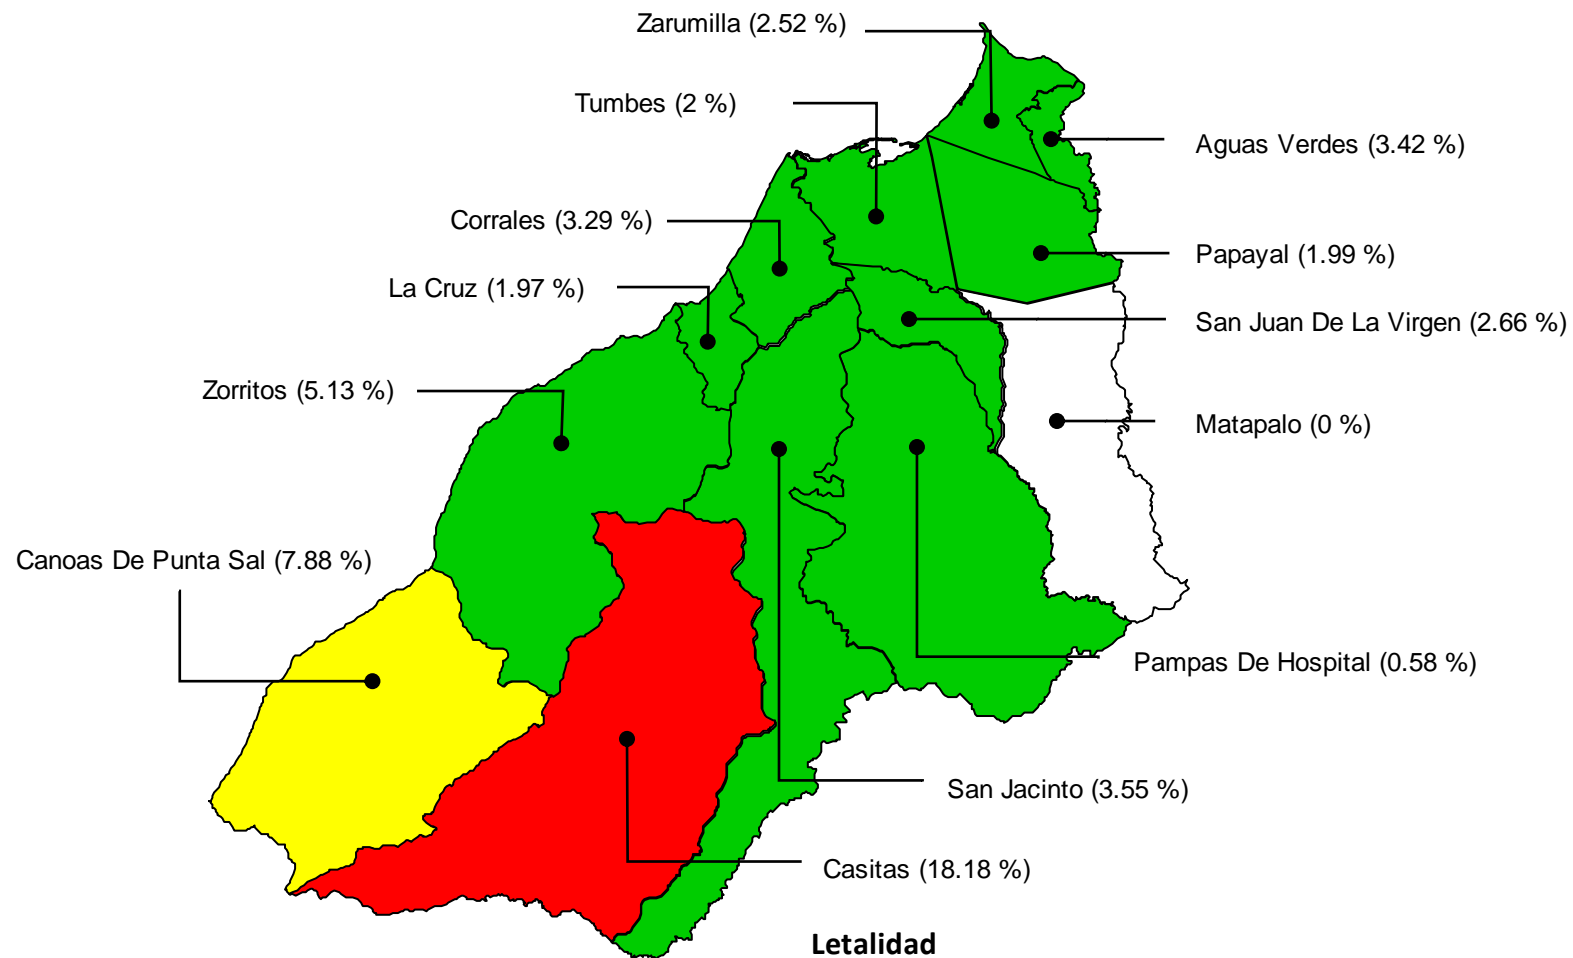 Zarumilla (2.52 %)
Tumbes (2 %)
Aguas Verdes (3.42 %)
Corrales (3.29 %)
Papayal (1.99 %)
La Cruz (1.97 %)
San Juan De La Virgen (2.66 %)
Zorritos (5.13 %)
Matapalo (0 %)
Canoas De Punta Sal (7.88 %)
Pampas De Hospital (0.58 %)
San Jacinto (3.55 %)
Casitas (18.18 %)
Letalidad